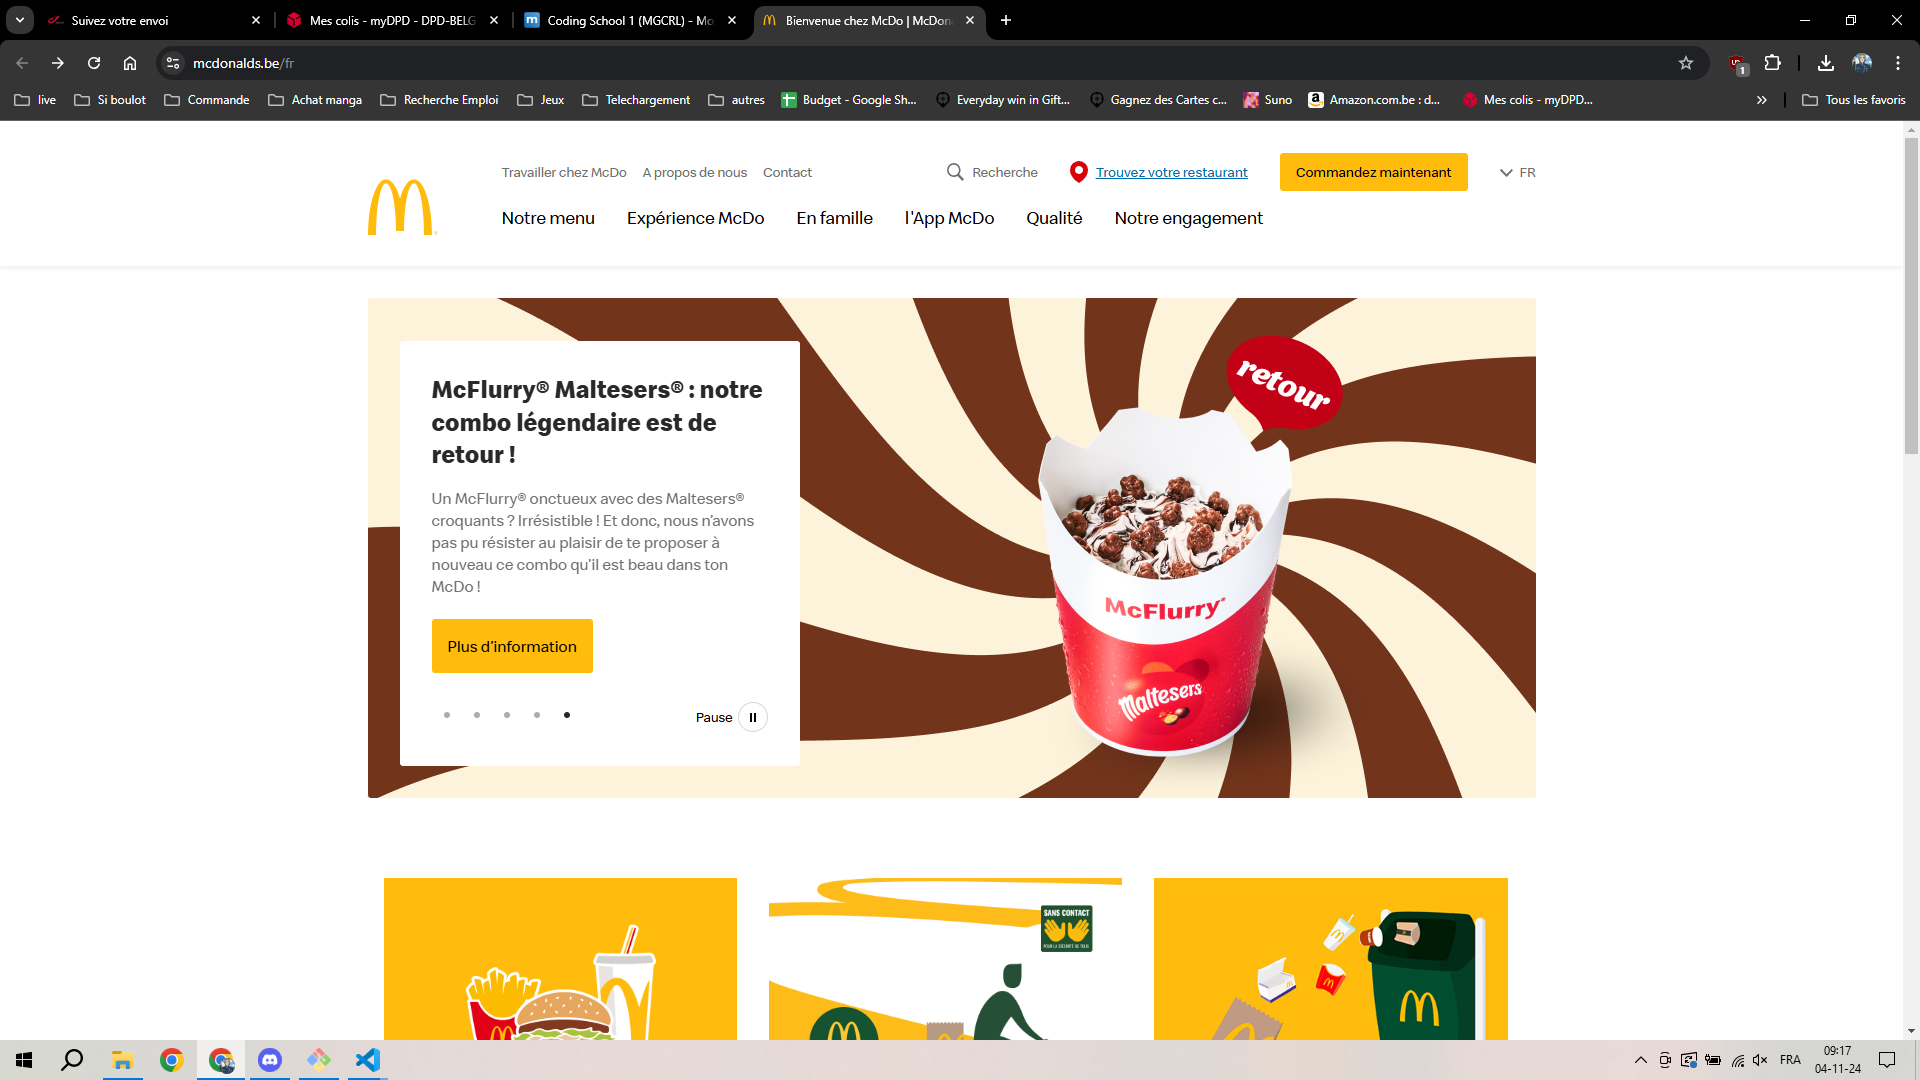 Suivez votre envoi
Mes colis - myDPD - DPD-BELG
Coding School 1 (MGCRL) - Mo
Bienvenue chez McDo | McDon
mcdonalds.be/fr
1
live
Si boulot
Commande
Achat manga
Recherche Emploi
Jeux
Telechargement
autres
Budget - Google Sh...
Everyday win in Gift...
Gagnez des Cartes c...
Suno
Amazon.com.be : d...
Mes colis - myDPD...
Tous les favoris
Travailler chez McDo
A propos de nous
Contact
Recherche
Trouvez votre restaurant
Commandez maintenant
FR
Notre menu
Expérience McDo
En famille
l'App McDo
Qualité
Notre engagement
McFlurry® Maltesers® : notre
combo légendaire est de
retour !
Un McFlurry® onctueux avec des Maltesers®
croquants ? Irrésistible ! Et donc, nous n'avons
pas pu résister au plaisir de te proposer à
nouveau ce combo qu'il est beau dans ton
McDo !
Plus d'information
Pause
retour
McFlurry®
Maltesers
SANS CONTACT
POUR LA SÉCURITÉ DE TOUS
FRA
09:17
04-11-24